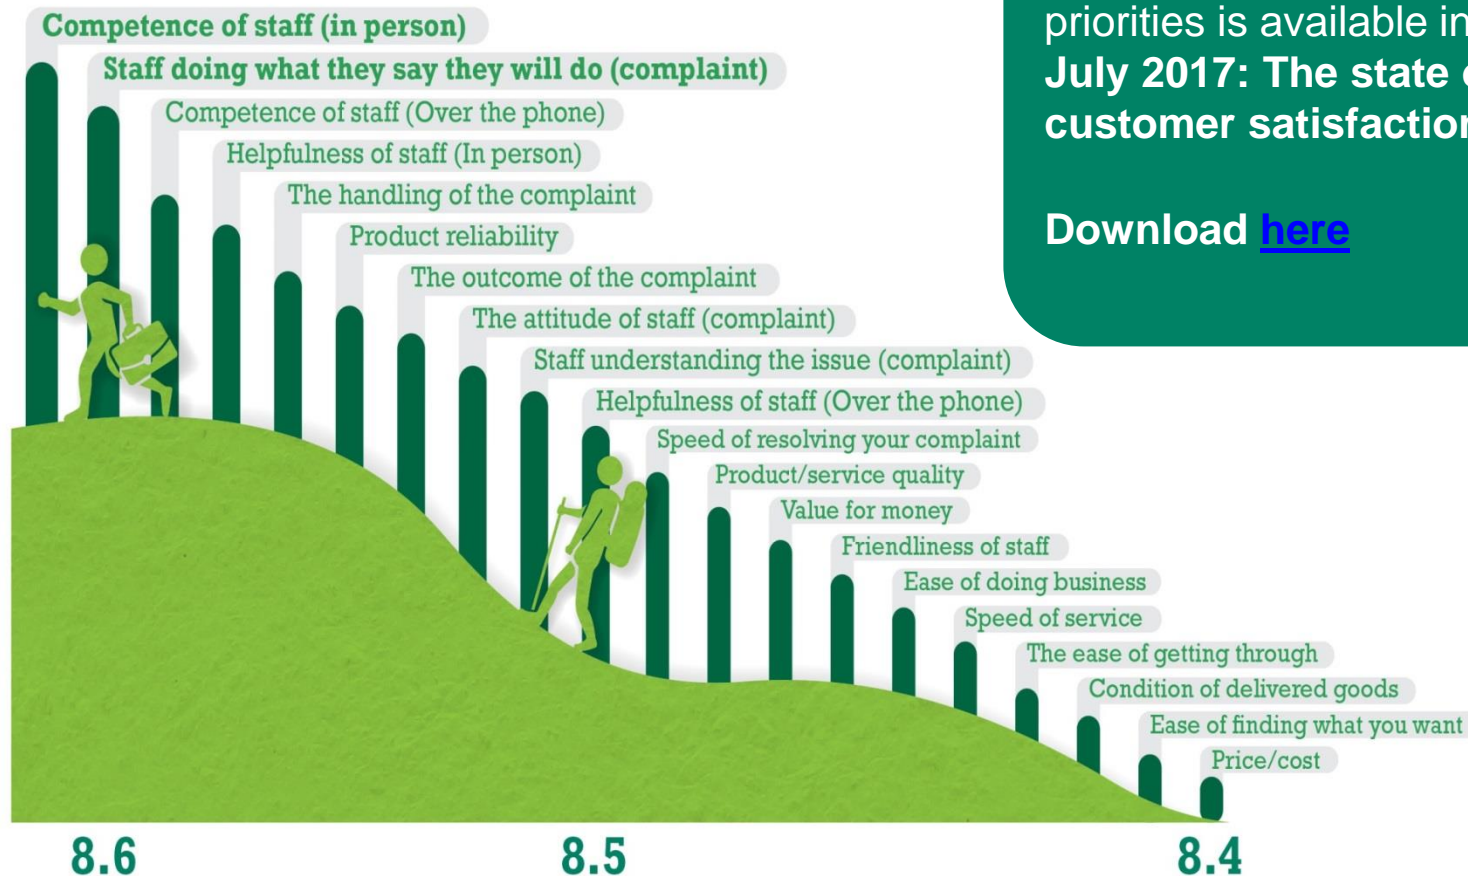 Competence of staff (in person)
Staff doing what they say they will do (complaint)
Competence of staff (Over the phone)
Helpfulness of staff (In person)
The handling of the complaint
Product reliability
The outcome of the complaint
The attitude of staff (complaint)
Staff understanding the issue (complaint)
Helpfulness of staff (Over the phone)
Speed of resolving your complaint
Product/service quality
Value for money
Friendliness of staff
Ease of doing business
Speed of service
The ease of getting through
Condition of delivered goods
Ease of finding what you want
Price/cost
8.6 8.5 8.4
priorities is available in
July 2017: The state
customer satisfaction
Download here